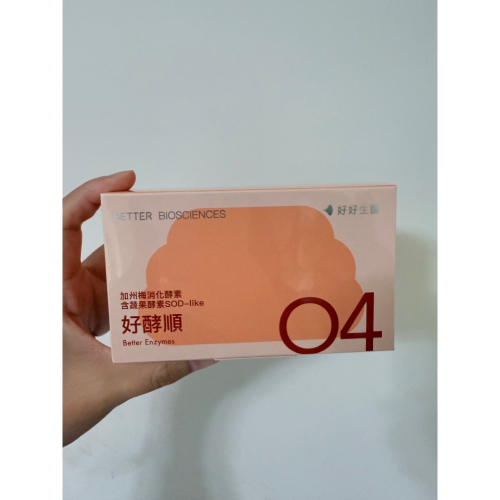 BETTER BIOSCIENCES
好好生醫
加州梅消化酵素
含蔬果酵素SOD-like
好酵順
Better Enzymes
04